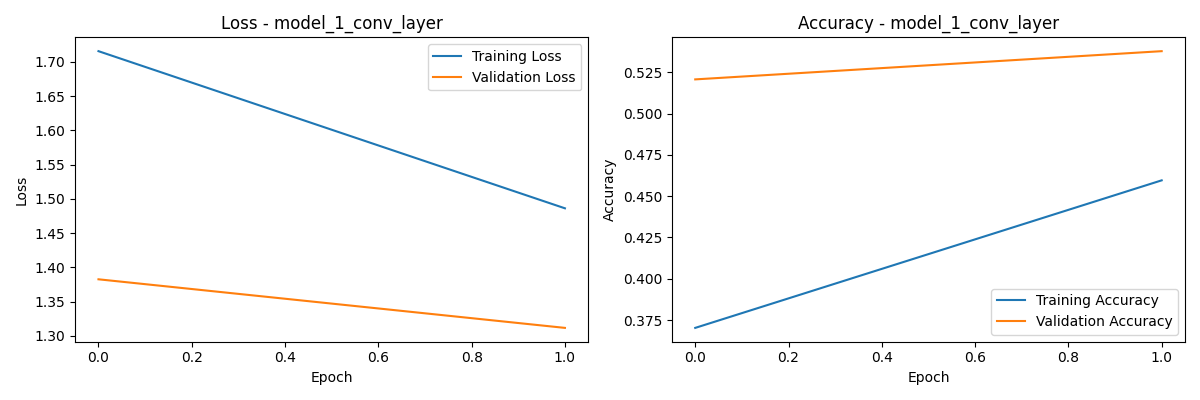 Loss - model_1_conv_layer
1.70
1.65
1.60
1.55
1.50
1.45
1.40
1.35
1.30
Loss
Training Loss
Validation Loss
0.0 0.2 0.4 0.6 0.8 1.0
Epoch
Accuracy - model_1_conv_layer
0.525
0.500
0.475
0.450
0.425
0.400
0.375
Accuracy
Training Accuracy
Validation Accuracy
0.0 0.2 0.4 0.6 0.8 1.0
Epoch